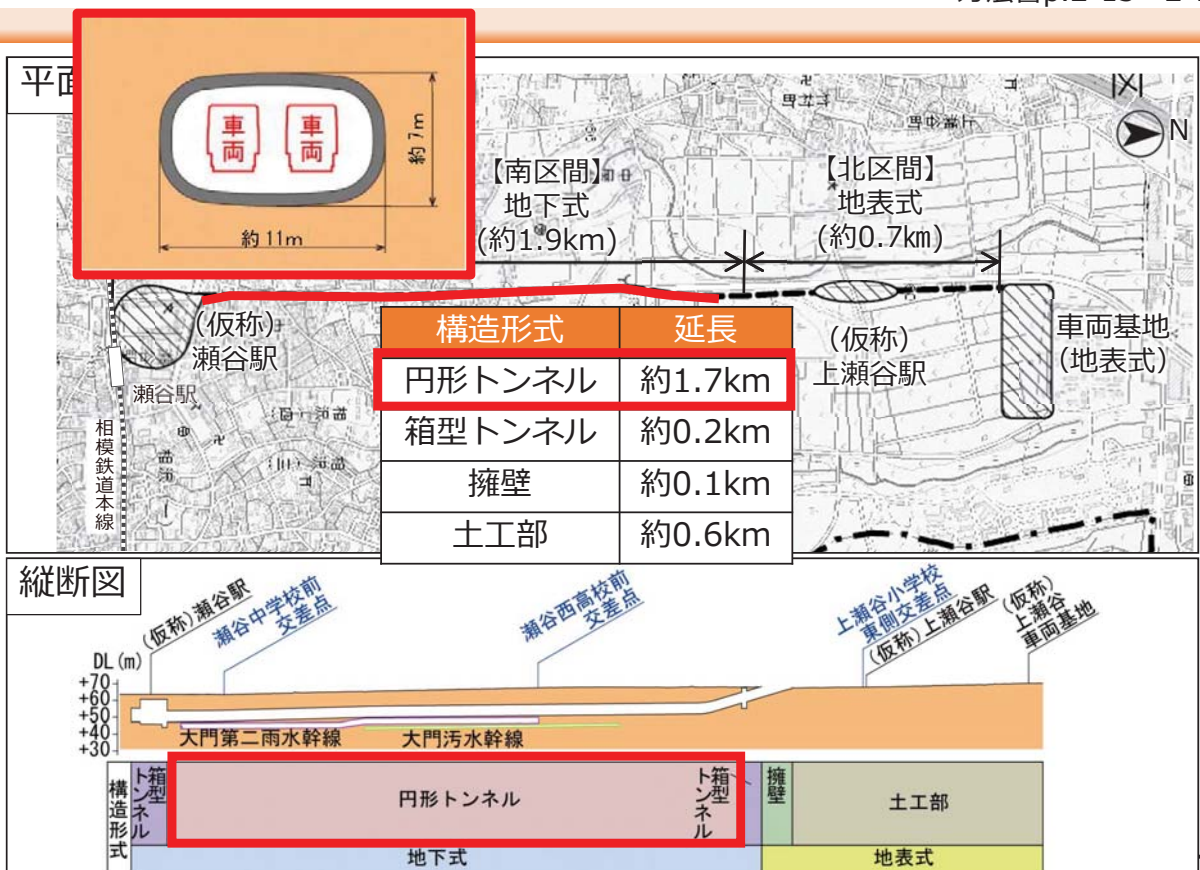 平面
車両
車両
約7m
約11m
N
【南区間】
地下式
(約1.9km)
【北区間】
地表式
(約0.7km)
(仮称)
瀬谷駅
瀬谷駅
相模鉄道本線
(仮称)
上瀬谷駅
車両基地
(地表式)
構造形式 延長
円形トンネル 約1.7km
箱型トンネル 約0.2km
擁壁 約0.1km
土工部 約0.6km
縦断図
(仮称)瀬谷駅
瀬谷中学校前
交差点
瀬谷西高校前
交差点
上瀬谷小学校
東側交差点
(仮称)上瀬谷駅
(仮称)
上瀬谷
車両基地
DL(m)
+70
+60
+50
+40
+30
大門第二雨水幹線
大門汚水幹線
構造形式
箱型トンネル
円形トンネル
箱型トンネル
擁壁
土工部
地下式
地表式